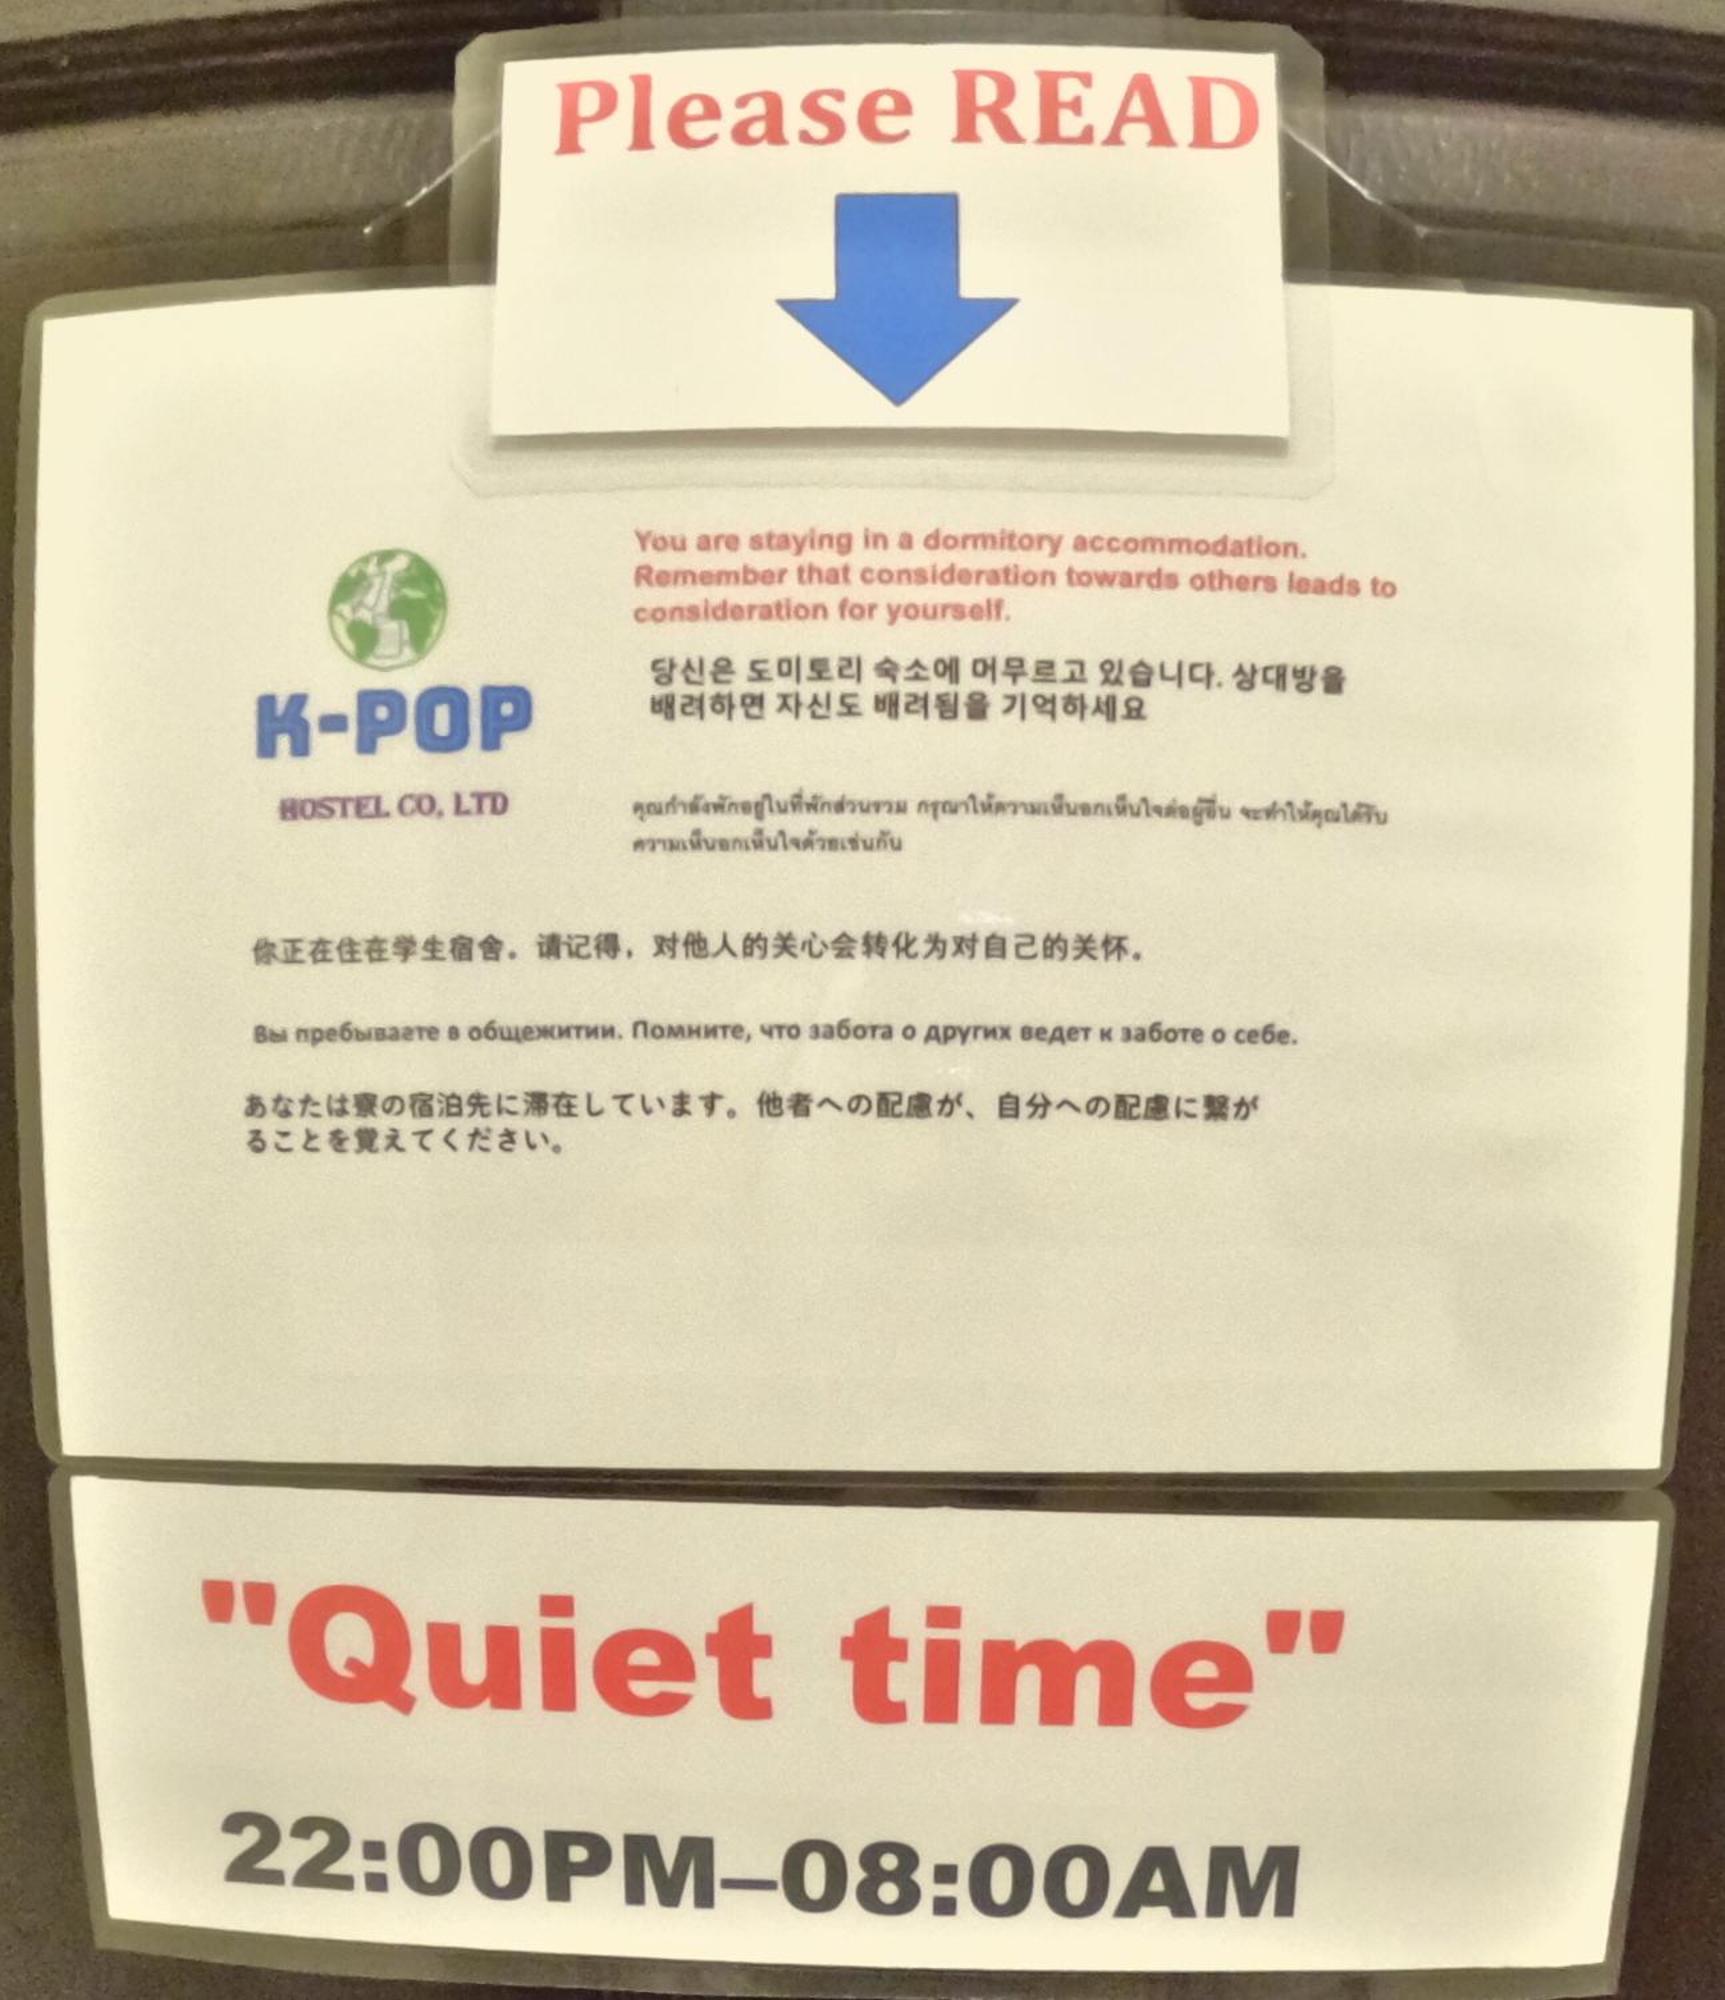 Please READ
You are staying in a dormitory accommodation.
Remember that consideration towards others leads to
consideration for yourself.
당신은 도미토리 숙소에 머무르고 있습니다. 상대방을
배려하면 자신도 배려됨을 기억하세요
K-POP
HOSTEL CO, LTD
คุณกำลังพักอยู่ในที่พักส่วนรวม กรุณาให้ความเห็นอกเห็นใจต่อผู้อื่น จะทำให้คุณได้รับ
ความเห็นอกเห็นใจด้วยเช่นกัน
你正在住在学生宿舍。请记得，对他人的关心会转化为对自己的关怀。
Вы пребываете в общежитии. Помните, что забота о других ведет к заботе о себе.
あなたは寮の宿泊先に滞在しています。他者への配慮が、自分への配慮に繋が
ることを覚えてください。
"Quiet time"
22:00PM–08:00AM